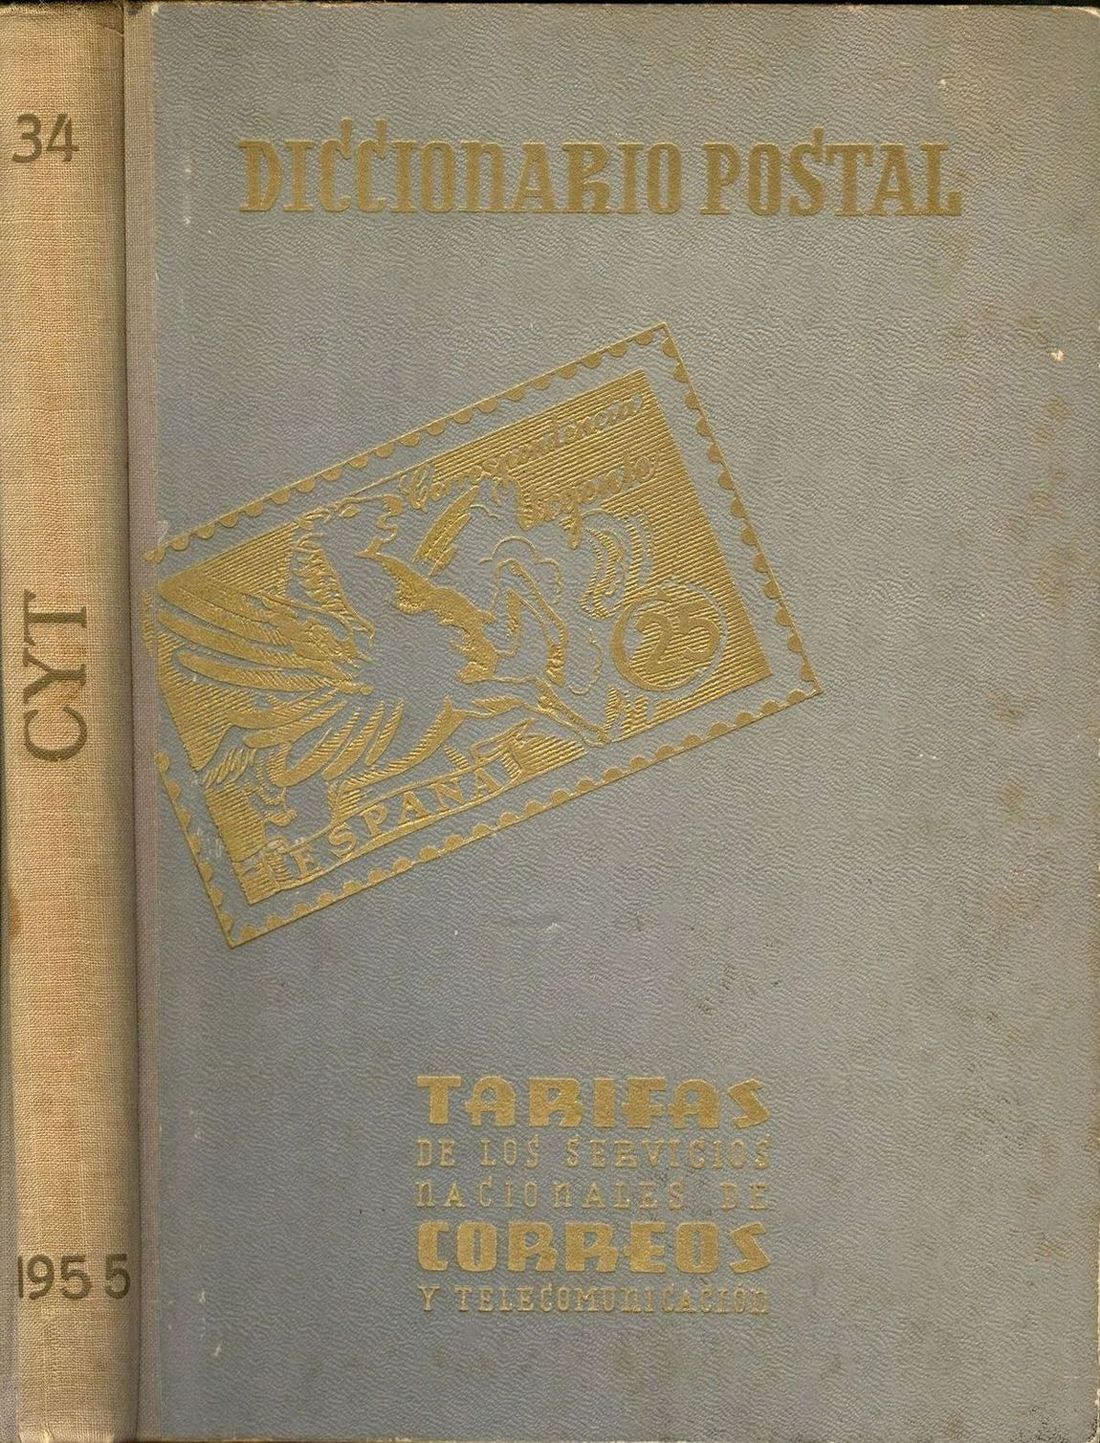 34
CYT
1955
DICCIONARIO POSTAL
Correspondencia
Urgente
25
ESPAÑA
TARIFAS
DE LOS SERVICIOS
NACIONALES DE
CORREOS
Y TELECOMUNICACION